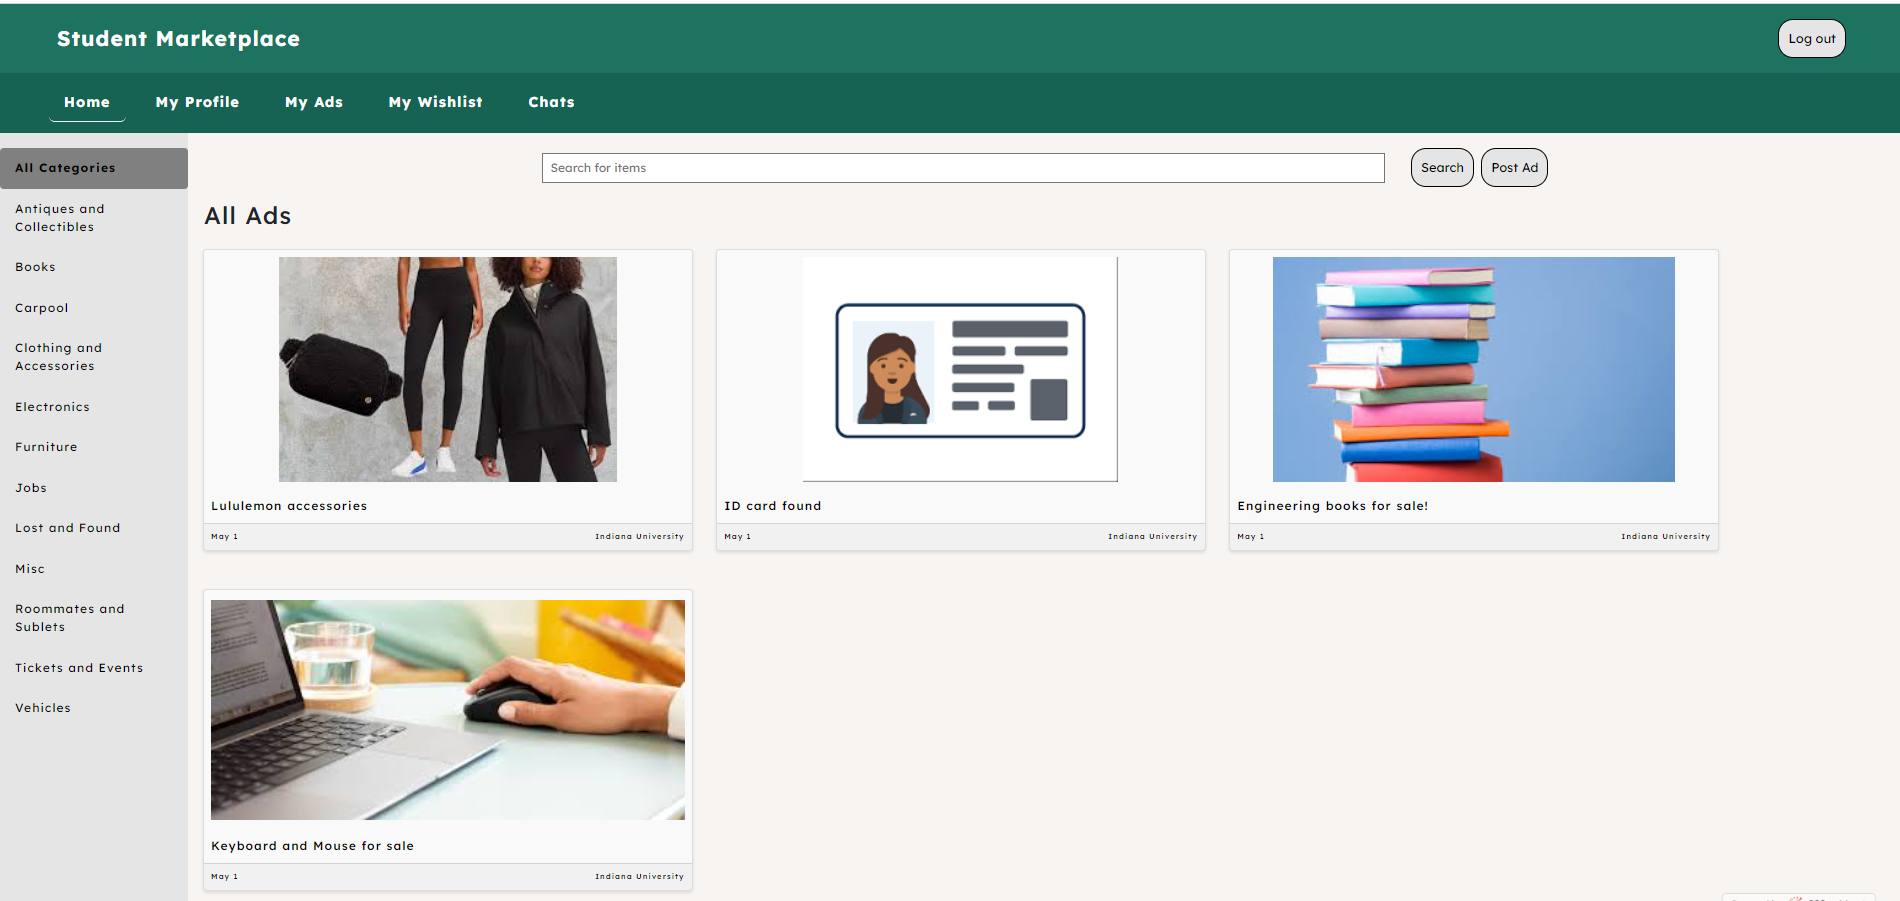 Student Marketplace
Log out
Home
My Profile
My Ads
My Wishlist
Chats
All Categories
Antiques and
Collectibles
Books
Carpool
Clothing and
Accessories
Electronics
Furniture
Jobs
Lost and Found
Misc
Roommates and
Sublets
Tickets and Events
Vehicles
Search for items
Search
Post Ad
All Ads
Lululemon accessories
May 1
Indiana University
ID card found
May 1
Indiana University
Engineering books for sale!
May 1
Indiana University
Keyboard and Mouse for sale
May 1
Indiana University